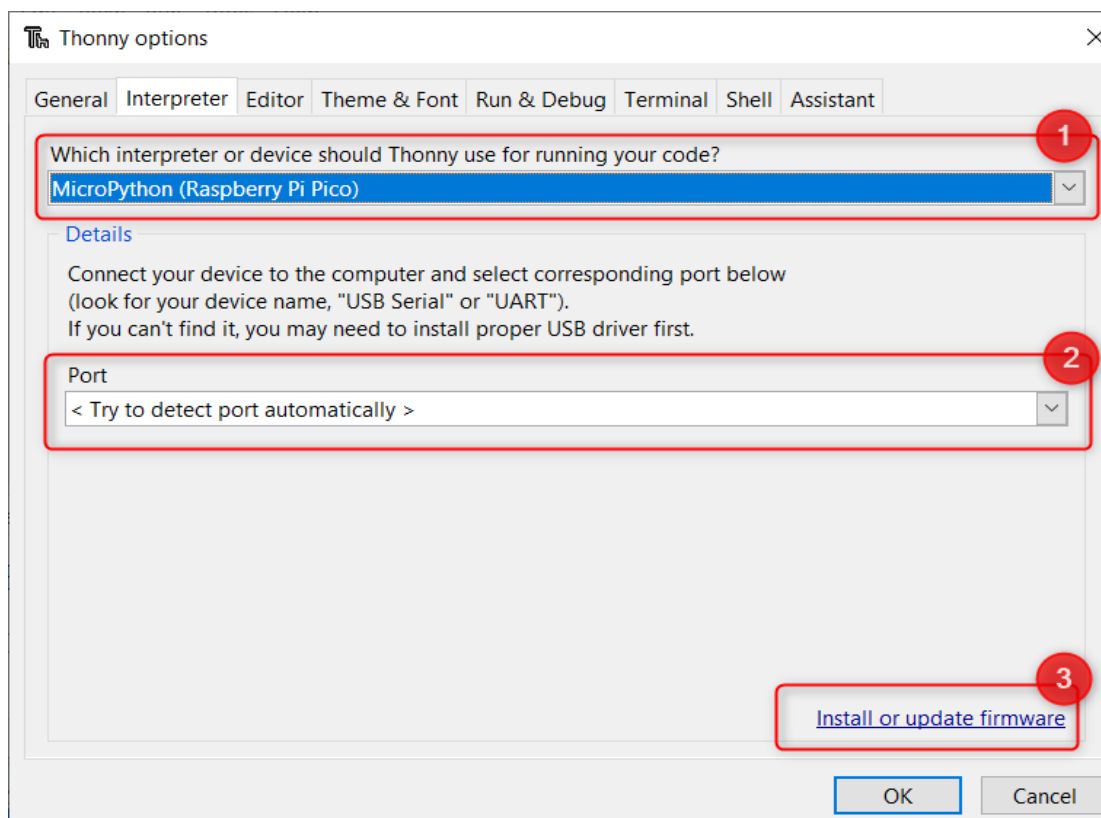 Thonny options
General Interpreter Editor Theme & Font Run & Debug Terminal Shell Assistant
1
Which interpreter or device should Thonny use for running your code?
MicroPython (Raspberry Pi Pico)
Details
Connect your device to the computer and select corresponding port below
(look for your device name, "USB Serial" or "UART").
If you can't find it, you may need to install proper USB driver first.
2
Port
< Try to detect port automatically >
3
Install or update firmware
OK Cancel